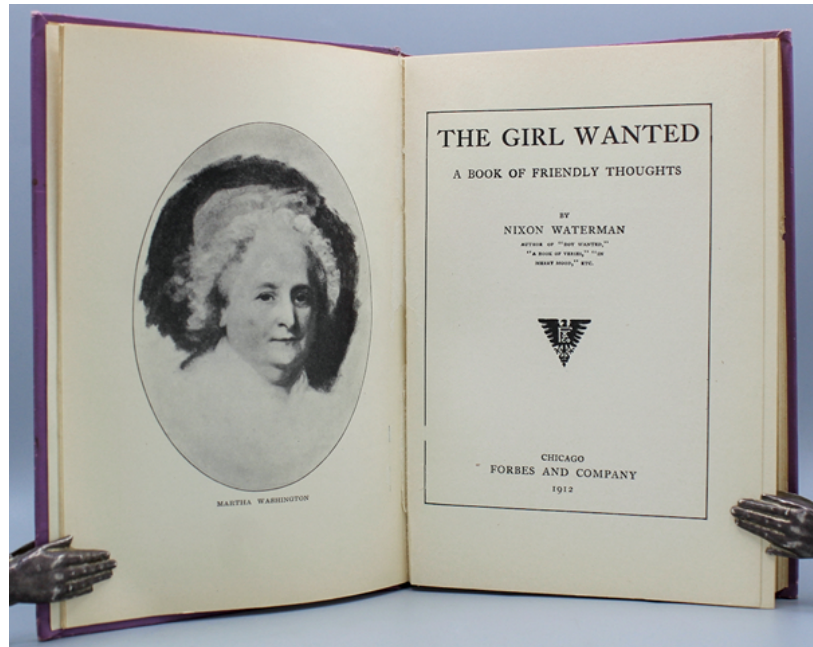 MARTHA WASHINGTON
THE GIRL WANTED
A BOOK OF FRIENDLY THOUGHTS
BY
NIXON WATERMAN
AUTHOR OF "BOY WANTED,"
"A BOOK OF VERSES," "IN
MERRY MOOD," ETC.
CHICAGO
FORBES AND COMPANY
1912